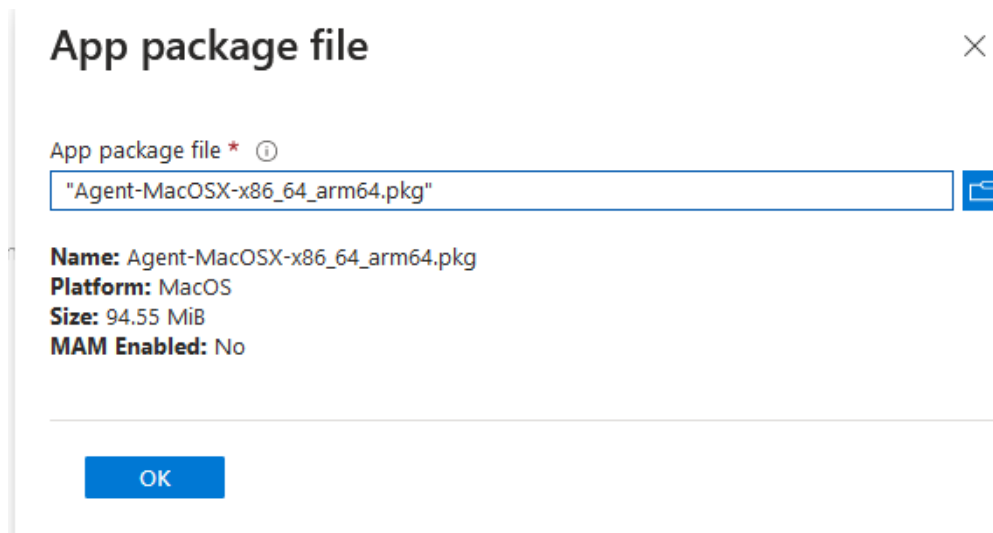 App package file
App package file *
"Agent-MacOSX-x86_64_arm64.pkg"
Name: Agent-MacOSX-x86_64_arm64.pkg
Platform: MacOS
Size: 94.55 MiB
MAM Enabled: No
OK